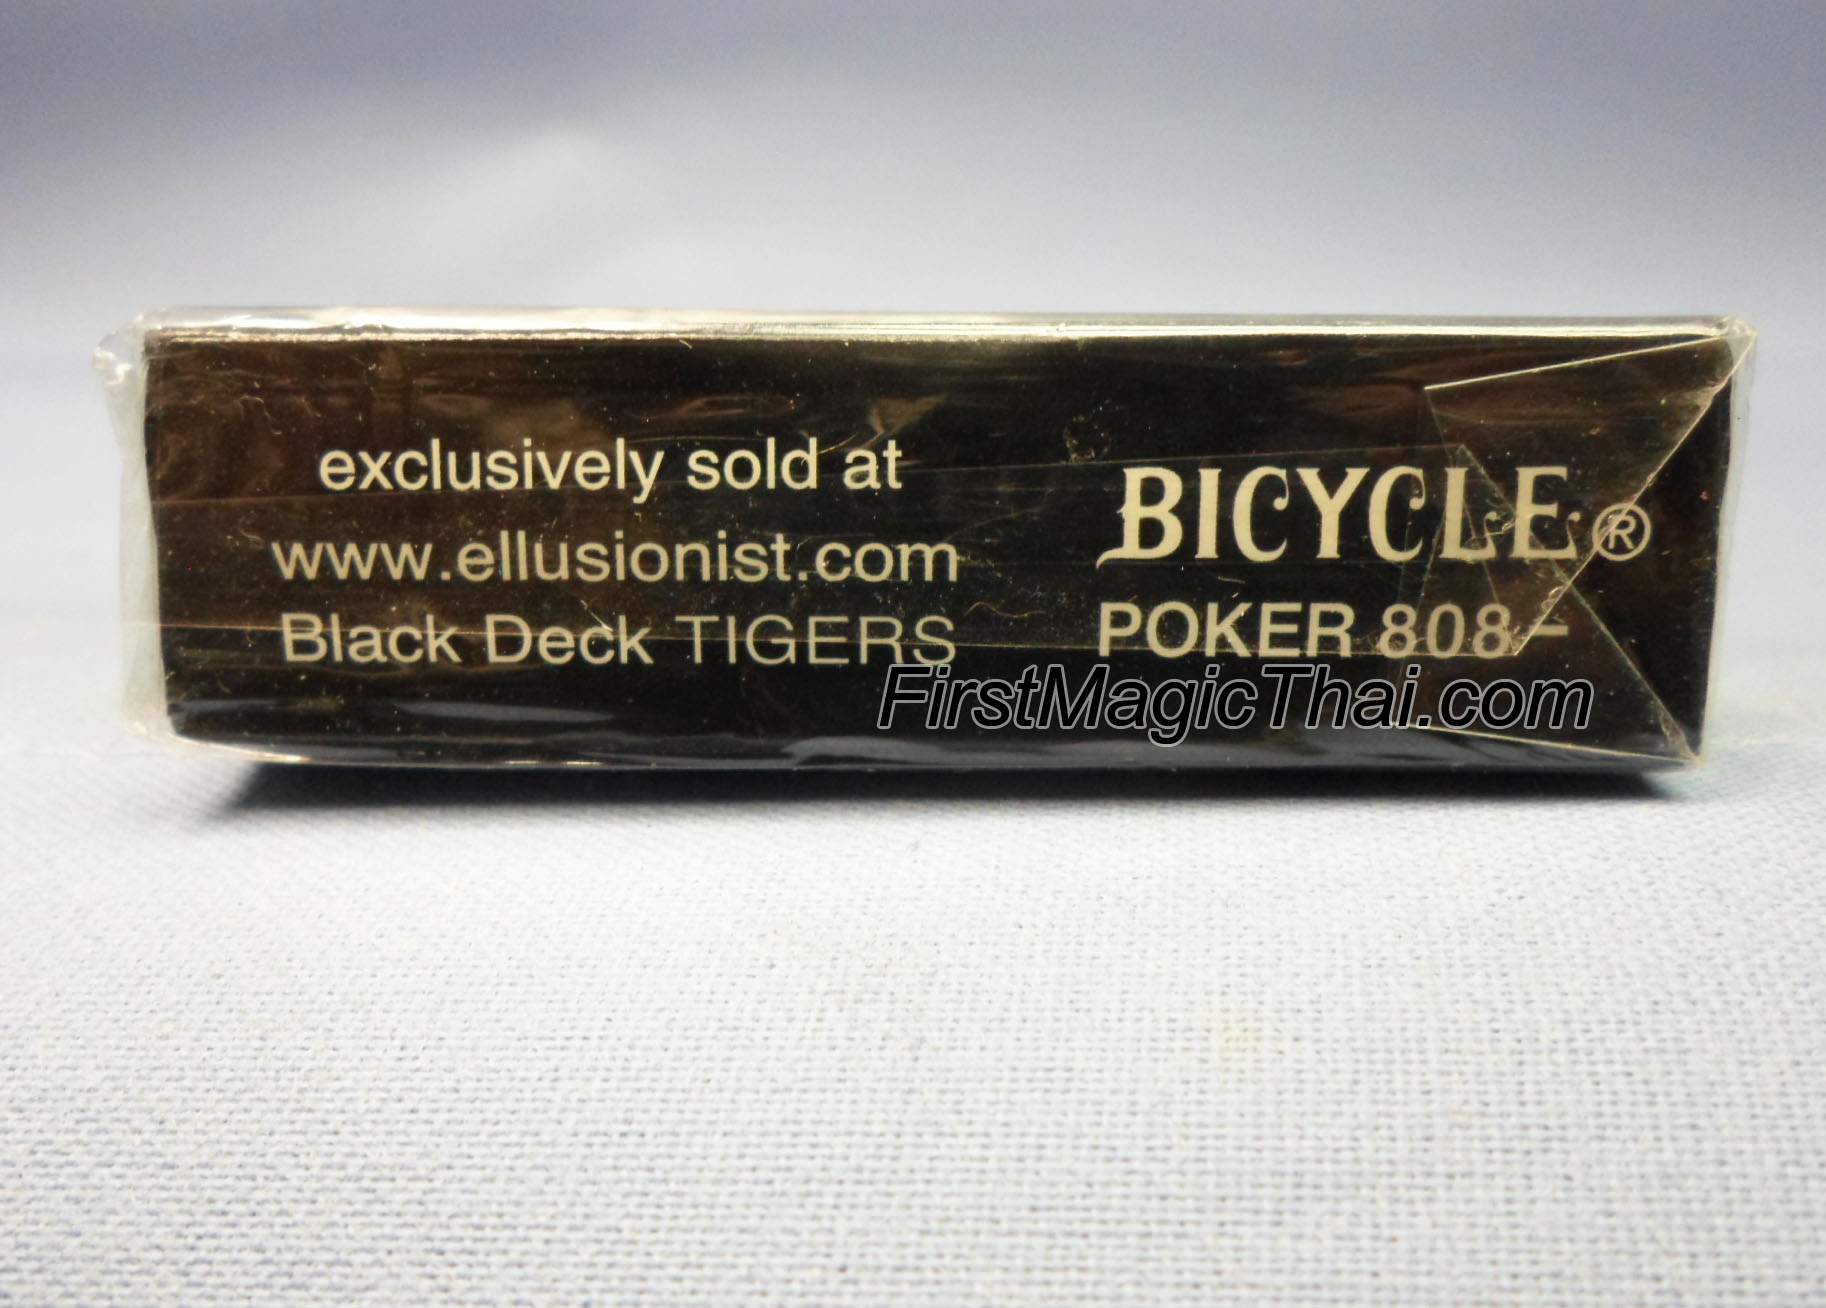 exclusively sold at
www.ellusionist.com
Black Deck TIGERS
BICYCLE®
POKER 808
FirstMagicThai.com